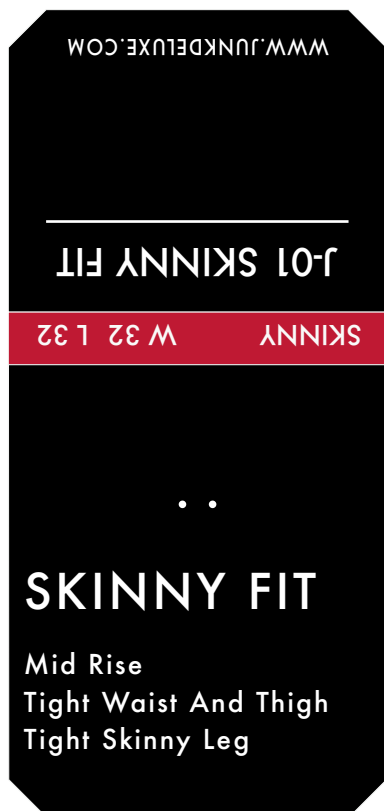 WWW.JUNKDELUXE.COM
J-01 SKINNY FIT
SKINNY W 32 L 32
SKINNY FIT
Mid Rise
Tight Waist And Thigh
Tight Skinny Leg